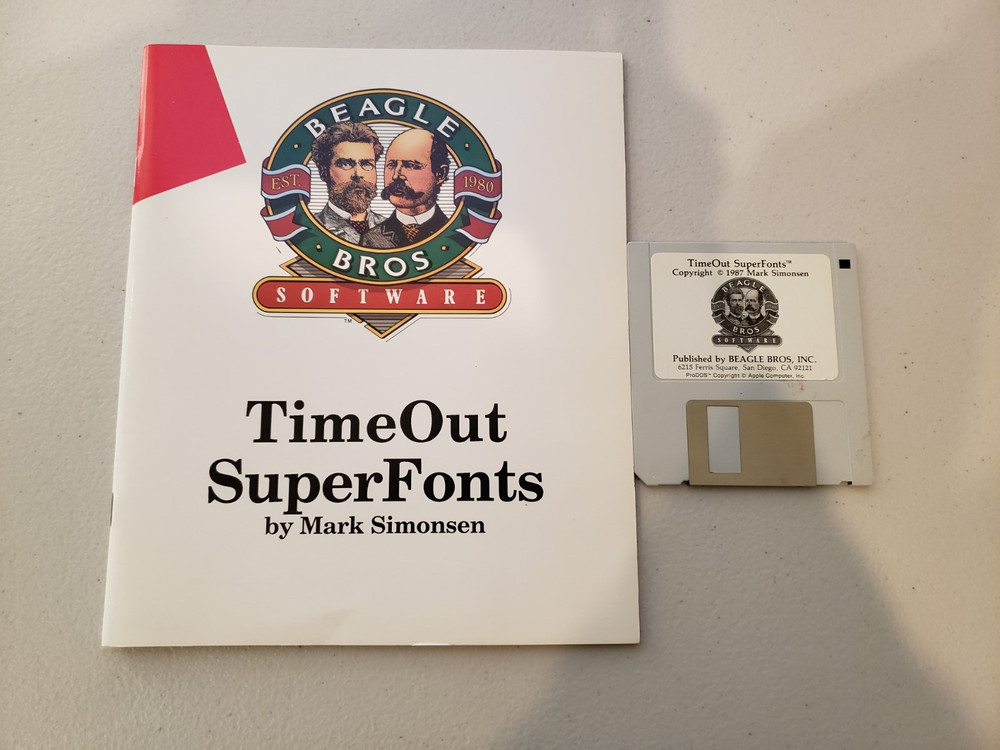 BEAGLE
EST. 1980
BROS
SOFTWARE
TM
TimeOut
SuperFonts
by Mark Simonsen
TimeOut SuperFonts™
Copyright © 1987 Mark Simonsen
BEAGLE
BROS
SOFTWARE
Published by BEAGLE BROS, INC.
6215 Ferris Square, San Diego, CA 92121
ProDOS™ Copyright © Apple Computer, Inc.